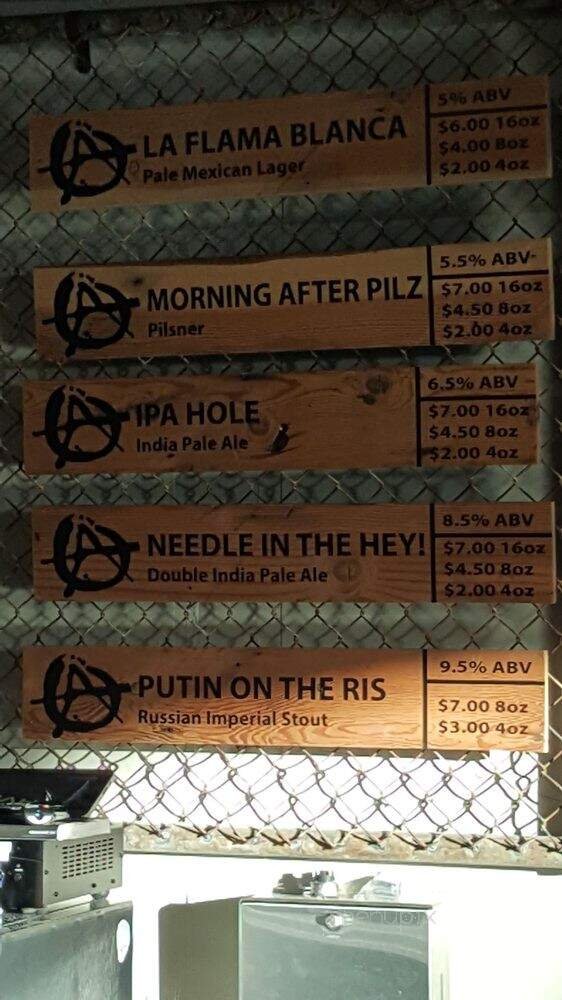 LA FLAMA BLANCA
Pale Mexican Lager
5% ABV
$6.00 16oz
$4.00 8oz
$2.00 4oz
MORNING AFTER PILZ
Pilsner
5.5% ABV
$7.00 16oz
$4.50 8oz
$2.00 4oz
IPA HOLE
India Pale Ale
6.5% ABV
$7.00 16oz
$4.50 8oz
$2.00 4oz
NEEDLE IN THE HEY!
Double India Pale Ale
8.5% ABV
$7.00 16oz
$4.50 8oz
$2.00 4oz
PUTIN ON THE RIS
Russian Imperial Stout
9.5% ABV
$7.00 8oz
$3.00 4oz